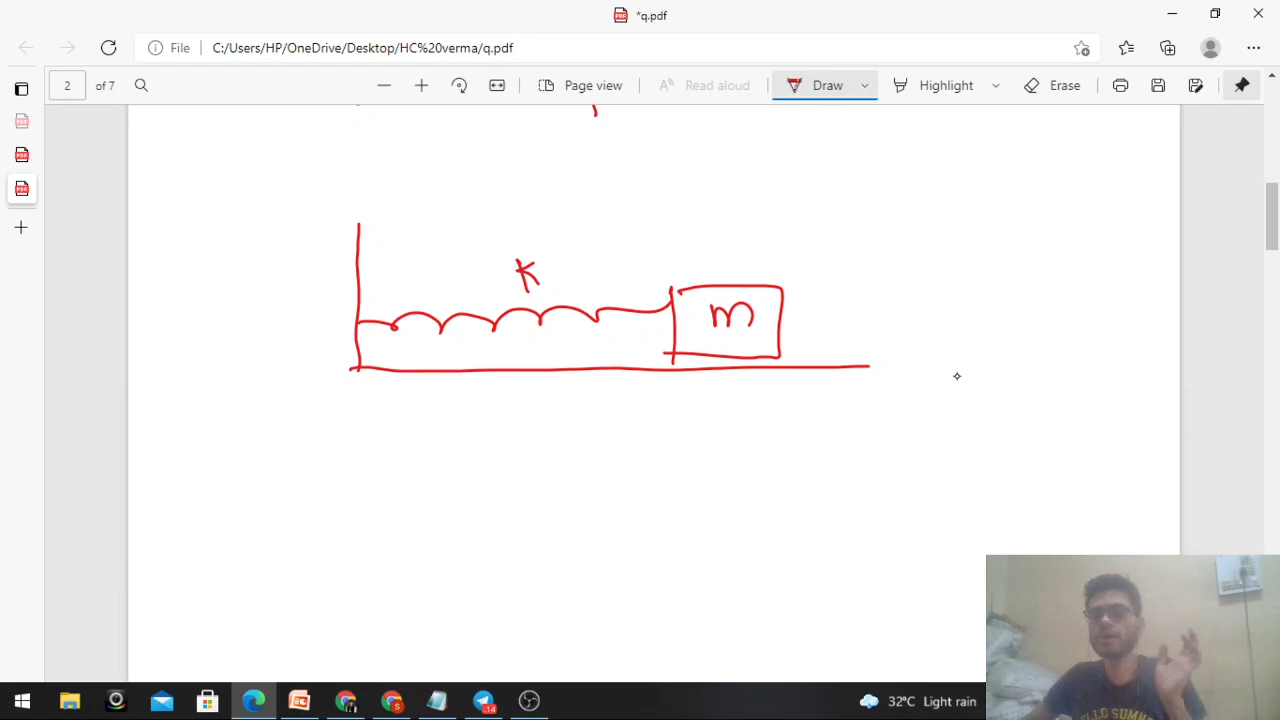 *q.pdf
File C:/Users/HP/OneDrive/Desktop/HC%20verma/q.pdf
2 of 7 Page view Read aloud Draw Highlight Erase
K
m
32°C Light rain